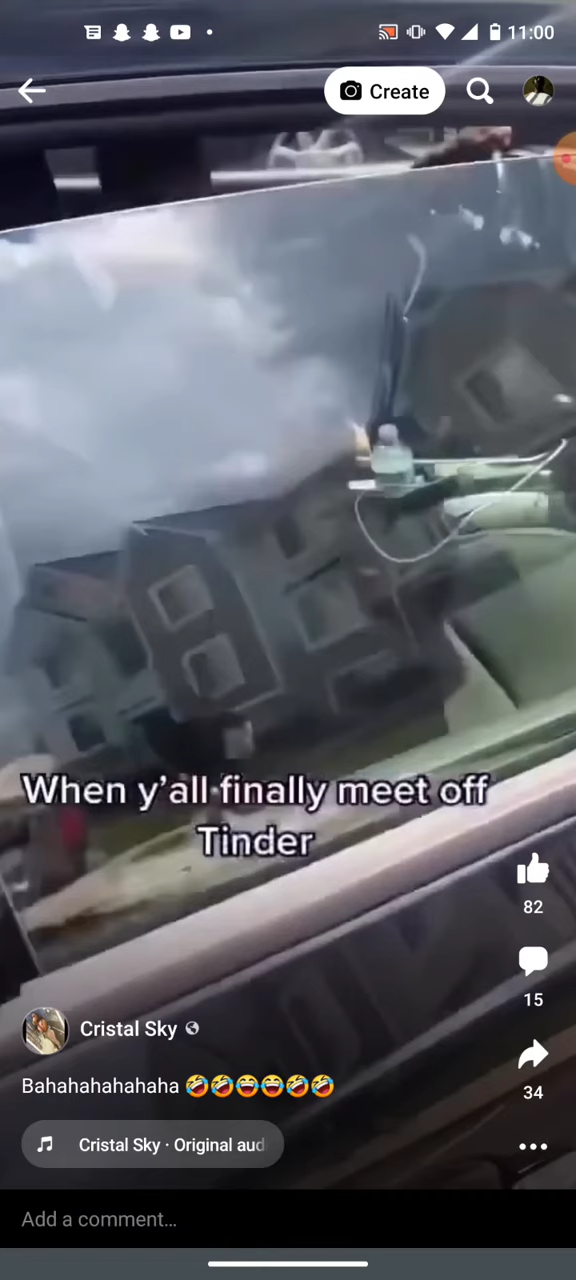 11:00
Create
When y'all finally meet off
Tinder
82
15
Cristal Sky
Bahahahahahaha 🤣🤣😂😂🤣🤣
34
Cristal Sky · Original aud
Add a comment...